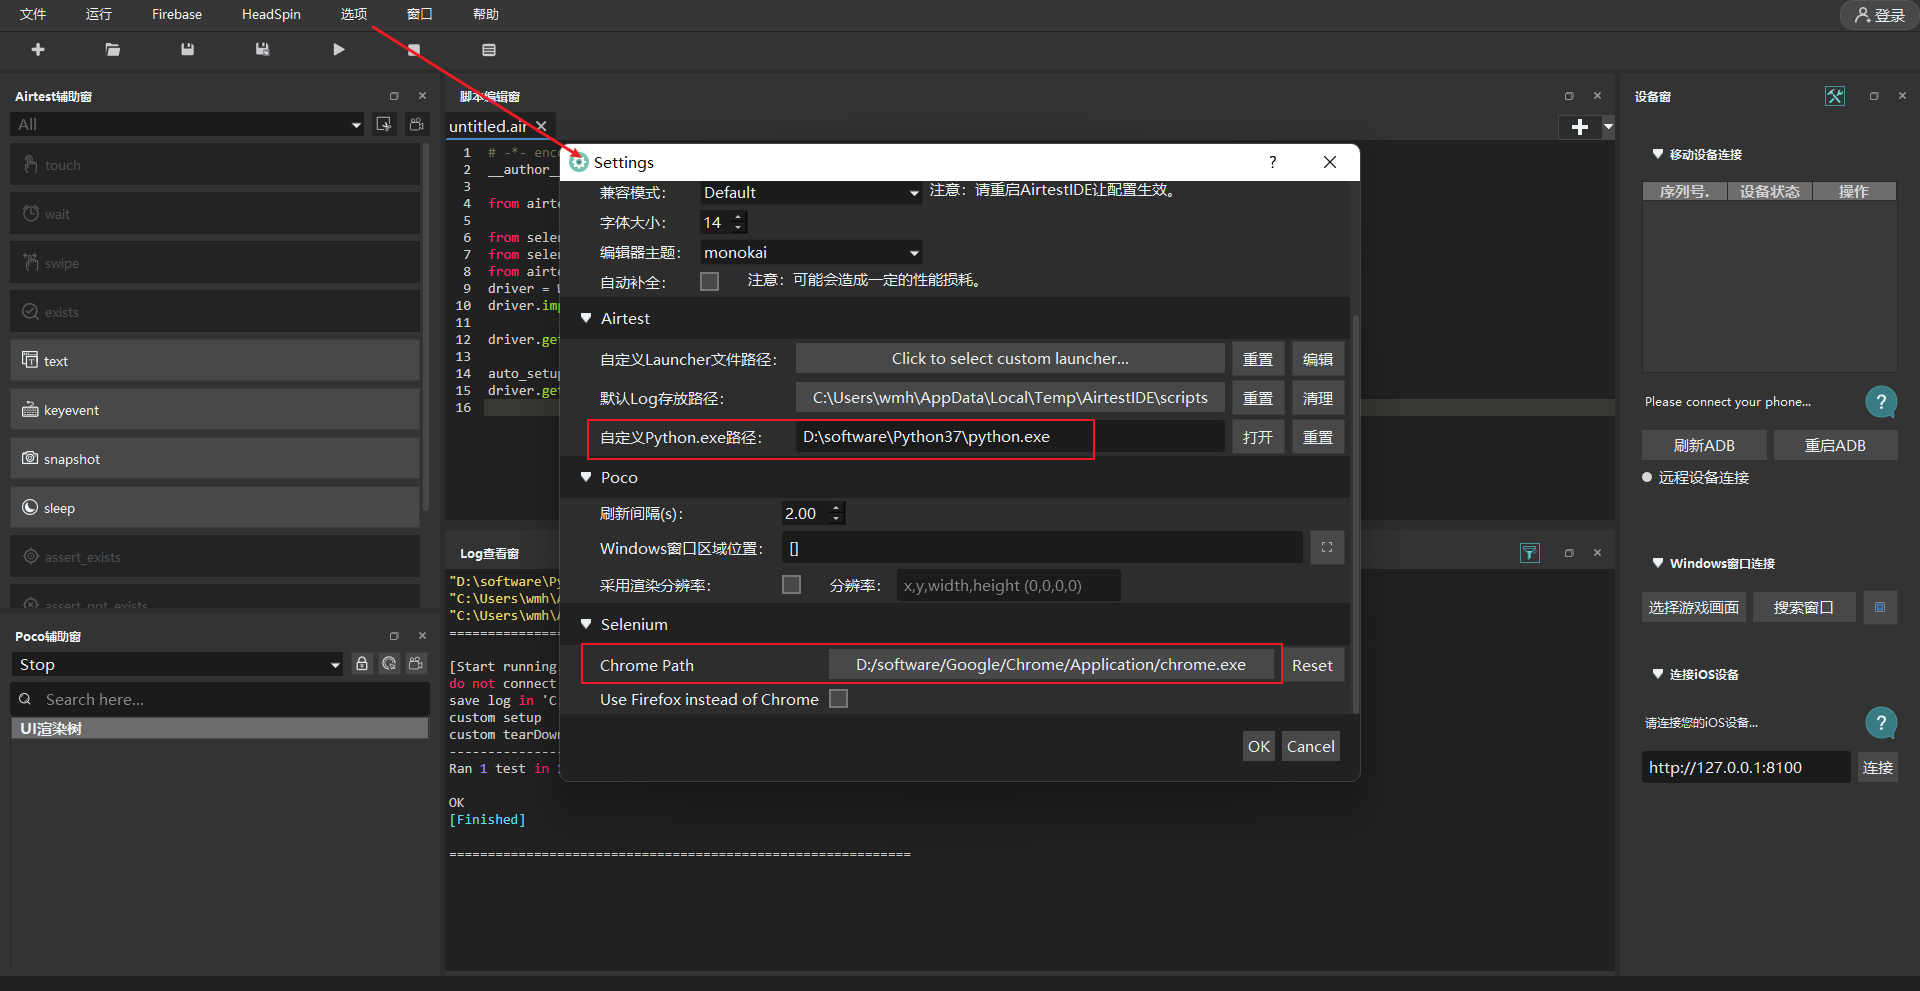 文件 运行 Firebase HeadSpin 选项 窗口 帮助
登录
Airtest辅助窗
All
touch
wait
swipe
exists
text
keyevent
snapshot
sleep
assert_exists
assert_not_exists
Poco辅助窗
Stop
Search here...
UI渲染树
脚本编辑窗
untitled.air
1 # -*- enc
2 __author__
3
4 from airte
5
6 from sele
7 from sele
8 from airte
9 driver =
10 driver.im
11
12 driver.ge
13
14 auto_setu
15 driver.ge
16
Settings
?
兼容模式： Default 注意：请重启AirtestIDE让配置生效。
字体大小： 14
编辑器主题： monokai
自动补全： 注意：可能会造成一定的性能损耗。
Airtest
自定义Launcher文件路径： Click to select custom launcher... 重置 编辑
默认Log存放路径： C:\Users\wmh\AppData\Local\Temp\AirtestIDE\scripts 重置 清理
自定义Python.exe路径： D:\software\Python37\python.exe 打开 重置
Poco
刷新间隔(s)： 2.00
Windows窗口区域位置： []
采用渲染分辨率： 分辨率： x,y,width,height (0,0,0,0)
Selenium
Chrome Path D:/software/Google/Chrome/Application/chrome.exe Reset
Use Firefox instead of Chrome
OK Cancel
Log查看窗
"D:\software\Py
"C:\Users\wmh\A
"C:\Users\wmh\A
===============
[Start running.
do not connect
save log in 'C:
custom setup
custom tearDown
---------------
Ran 1 test in
OK
[Finished]
============================================================
设备窗
移动设备连接
序列号. 设备状态 操作
Please connect your phone...
?
刷新ADB 重启ADB
远程设备连接
Windows窗口连接
选择游戏画面 搜索窗口
连接iOS设备
请连接您的iOS设备...
?
http://127.0.0.1:8100 连接